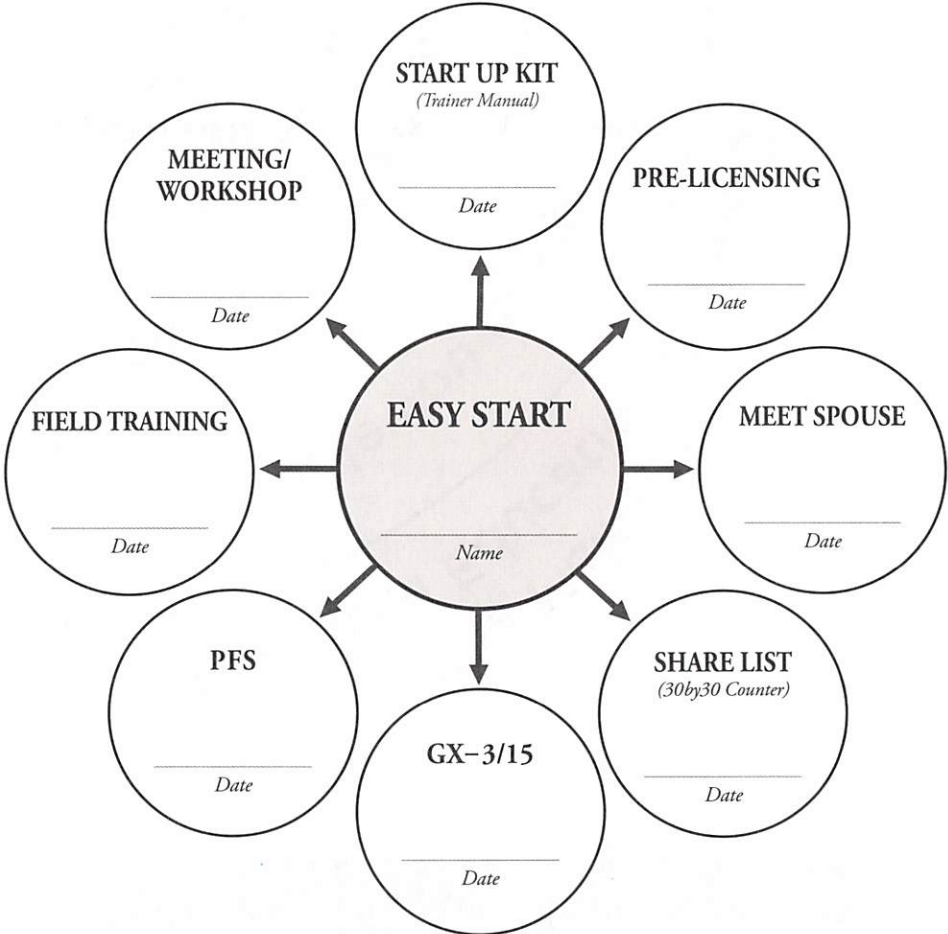 START UP KIT
(Trainer Manual)
Date
PRE-LICENSING
Date
MEET SPOUSE
Date
SHARE LIST
(30by30 Counter)
Date
GX–3/15
Date
PFS
Date
FIELD TRAINING
Date
MEETING/
WORKSHOP
Date
EASY START
Name